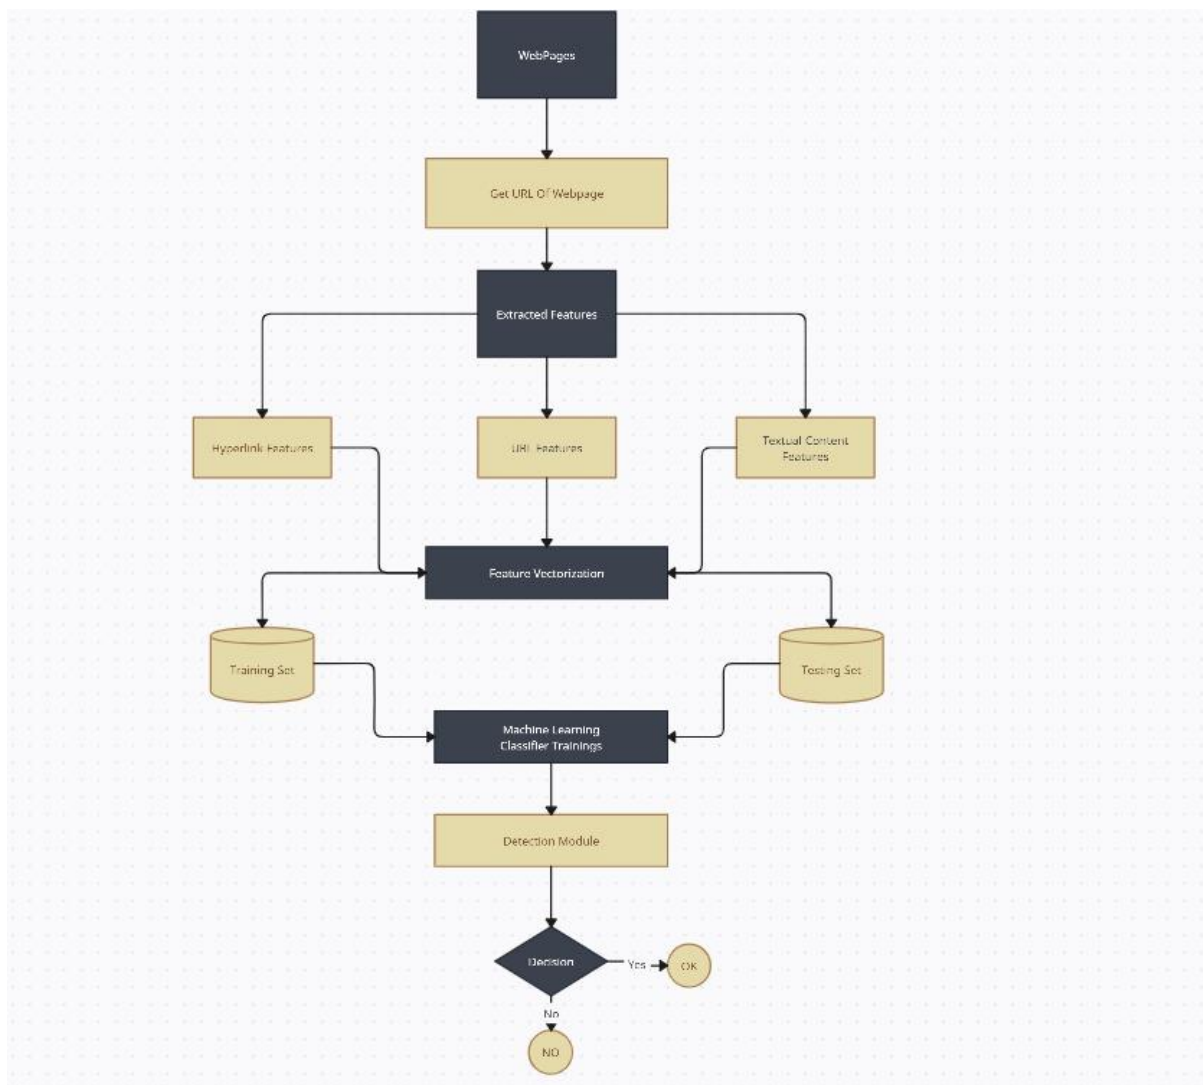 WebPages
Get URL Of Webpage
Extracted Features
Hyperlink Features
URL Features
Textual Content
Features
Feature Vectorization
Training Set
Testing Set
Machine Learning
Classifier Trainings
Detection Module
Decision
Yes
OK
No
NO